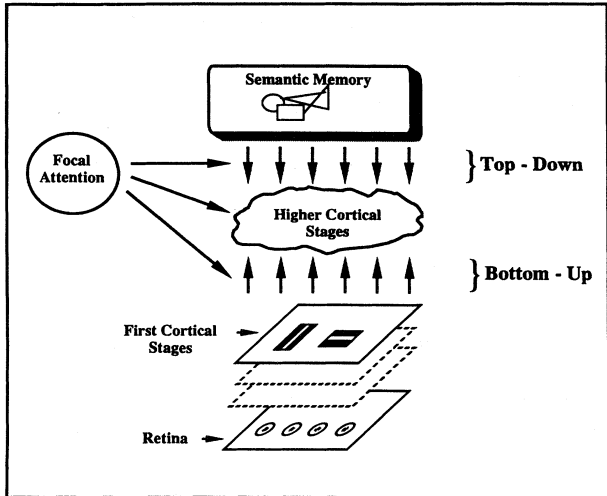 Semantic Memory
Focal
Attention
} Top - Down
Higher Cortical
Stages
} Bottom - Up
First Cortical
Stages
Retina